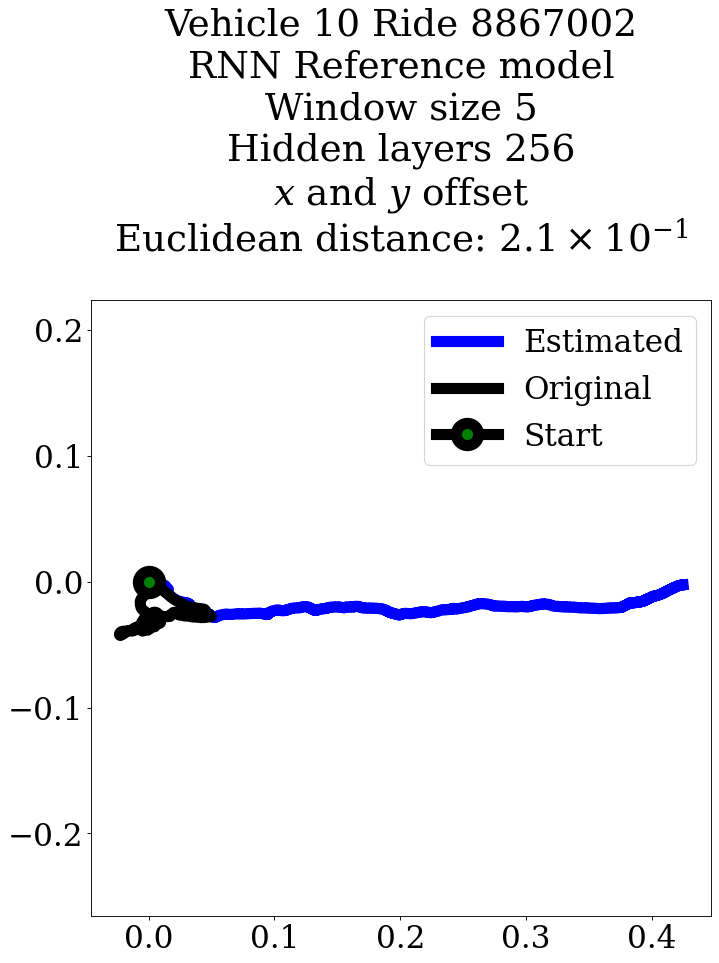 Vehicle 10 Ride 8867002
RNN Reference model
Window size 5
Hidden layers 256
x and y offset
Euclidean distance: 2.1 × 10⁻¹
Estimated
Original
Start
0.2
0.1
0.0
−0.1
−0.2
0.0 0.1 0.2 0.3 0.4